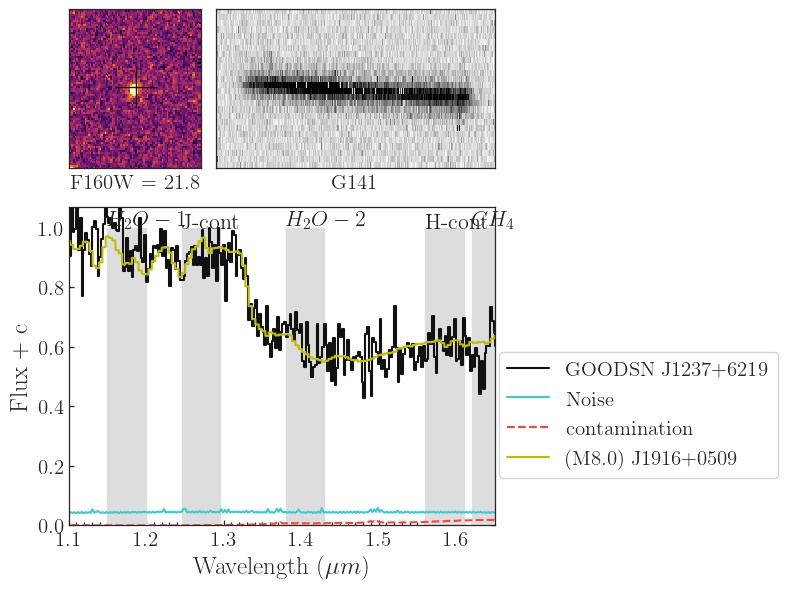 F160W = 21.8
G141
H₂O − 1
J-cont
H₂O − 2
H-cont
CH₄
1.0
0.8
0.6
0.4
0.2
0.0
Flux + c
1.1
1.2
1.3
1.4
1.5
1.6
Wavelength (μm)
GOODSN J1237+6219
Noise
contamination
(M8.0) J1916+0509